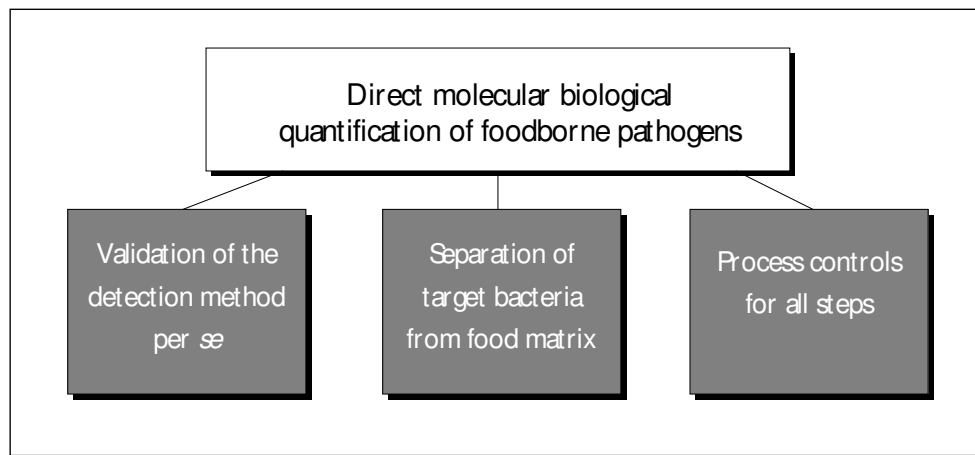 Direct molecular biological
quantification of foodborne pathogens
Validation of the
detection method
per se
Separation of
target bacteria
from food matrix
Process controls
for all steps